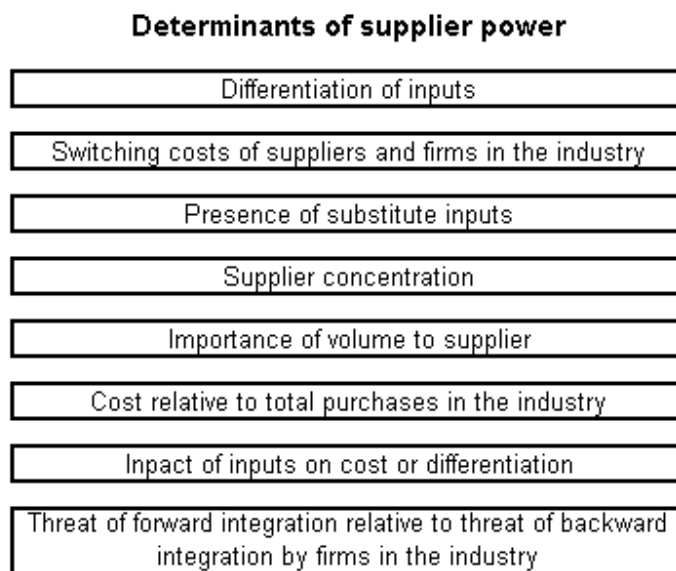 Determinants of supplier power
Differentiation of inputs
Switching costs of suppliers and firms in the industry
Presence of substitute inputs
Supplier concentration
Importance of volume to supplier
Cost relative to total purchases in the industry
Inpact of inputs on cost or differentiation
Threat of forward integration relative to threat of backward
integration by firms in the industry